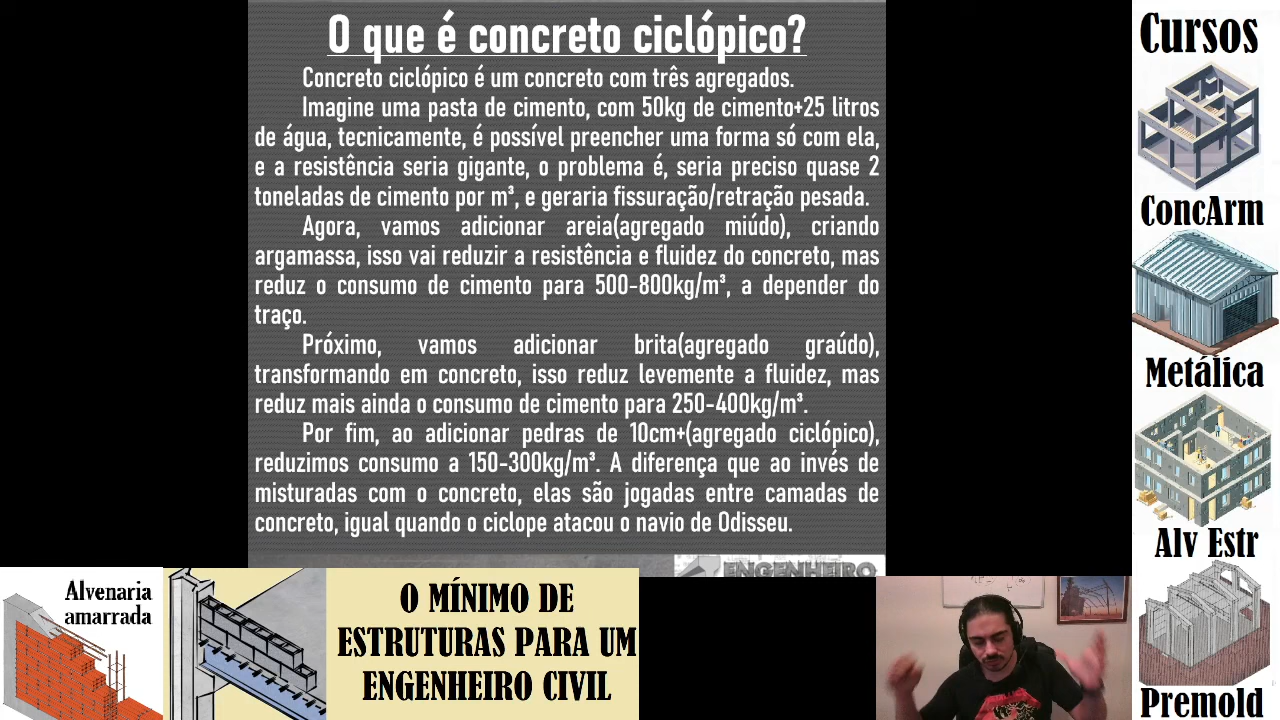 O que é concreto ciclópico?
Concreto ciclópico é um concreto com três agregados.
Imagine uma pasta de cimento, com 50kg de cimento+25 litros
de água, tecnicamente, é possível preencher uma forma só com ela,
e a resistência seria gigante, o problema é, seria preciso quase 2
toneladas de cimento por m³, e geraria fissuração/retração pesada.
Agora, vamos adicionar areia(agregado miúdo), criando
argamassa, isso vai reduzir a resistência e fluidez do concreto, mas
reduz o consumo de cimento para 500-800kg/m³, a depender do
traço.
Próximo, vamos adicionar brita(agregado graúdo),
transformando em concreto, isso reduz levemente a fluidez, mas
reduz mais ainda o consumo de cimento para 250-400kg/m³.
Por fim, ao adicionar pedras de 10cm+(agregado ciclópico),
reduzimos consumo a 150-300kg/m³. A diferença que ao invés de
misturadas com o concreto, elas são jogadas entre camadas de
concreto, igual quando o ciclope atacou o navio de Odisseu.
ENGENHEIRO
Cursos
ConcArm
Metálica
Alv Estr
Premold
Alvenaria
amarrada
O MÍNIMO DE
ESTRUTURAS PARA UM
ENGENHEIRO CIVIL